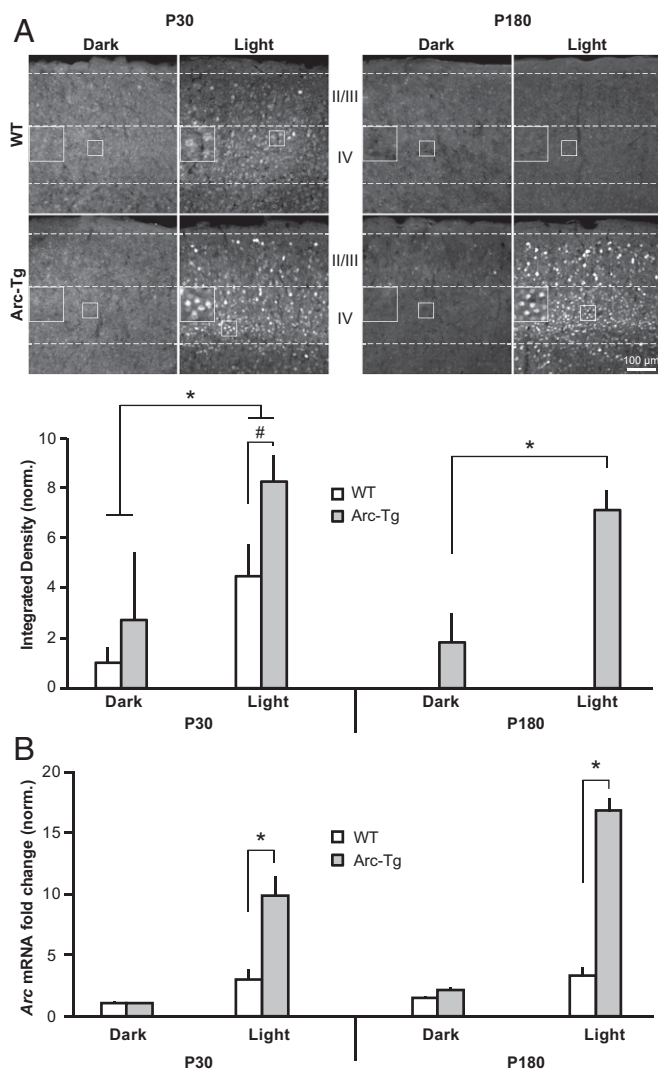 A
P30
P180
Dark
Light
Dark
Light
WT
II/III
IV
Arc-Tg
II/III
IV
100 µm
Integrated Density (norm.)
10
8
6
4
2
0
*
#
*
WT
Arc-Tg
Dark
Light
Dark
Light
P30
P180
B
Arc mRNA fold change (norm.)
20
15
10
5
0
*
*
WT
Arc-Tg
Dark
Light
Dark
Light
P30
P180